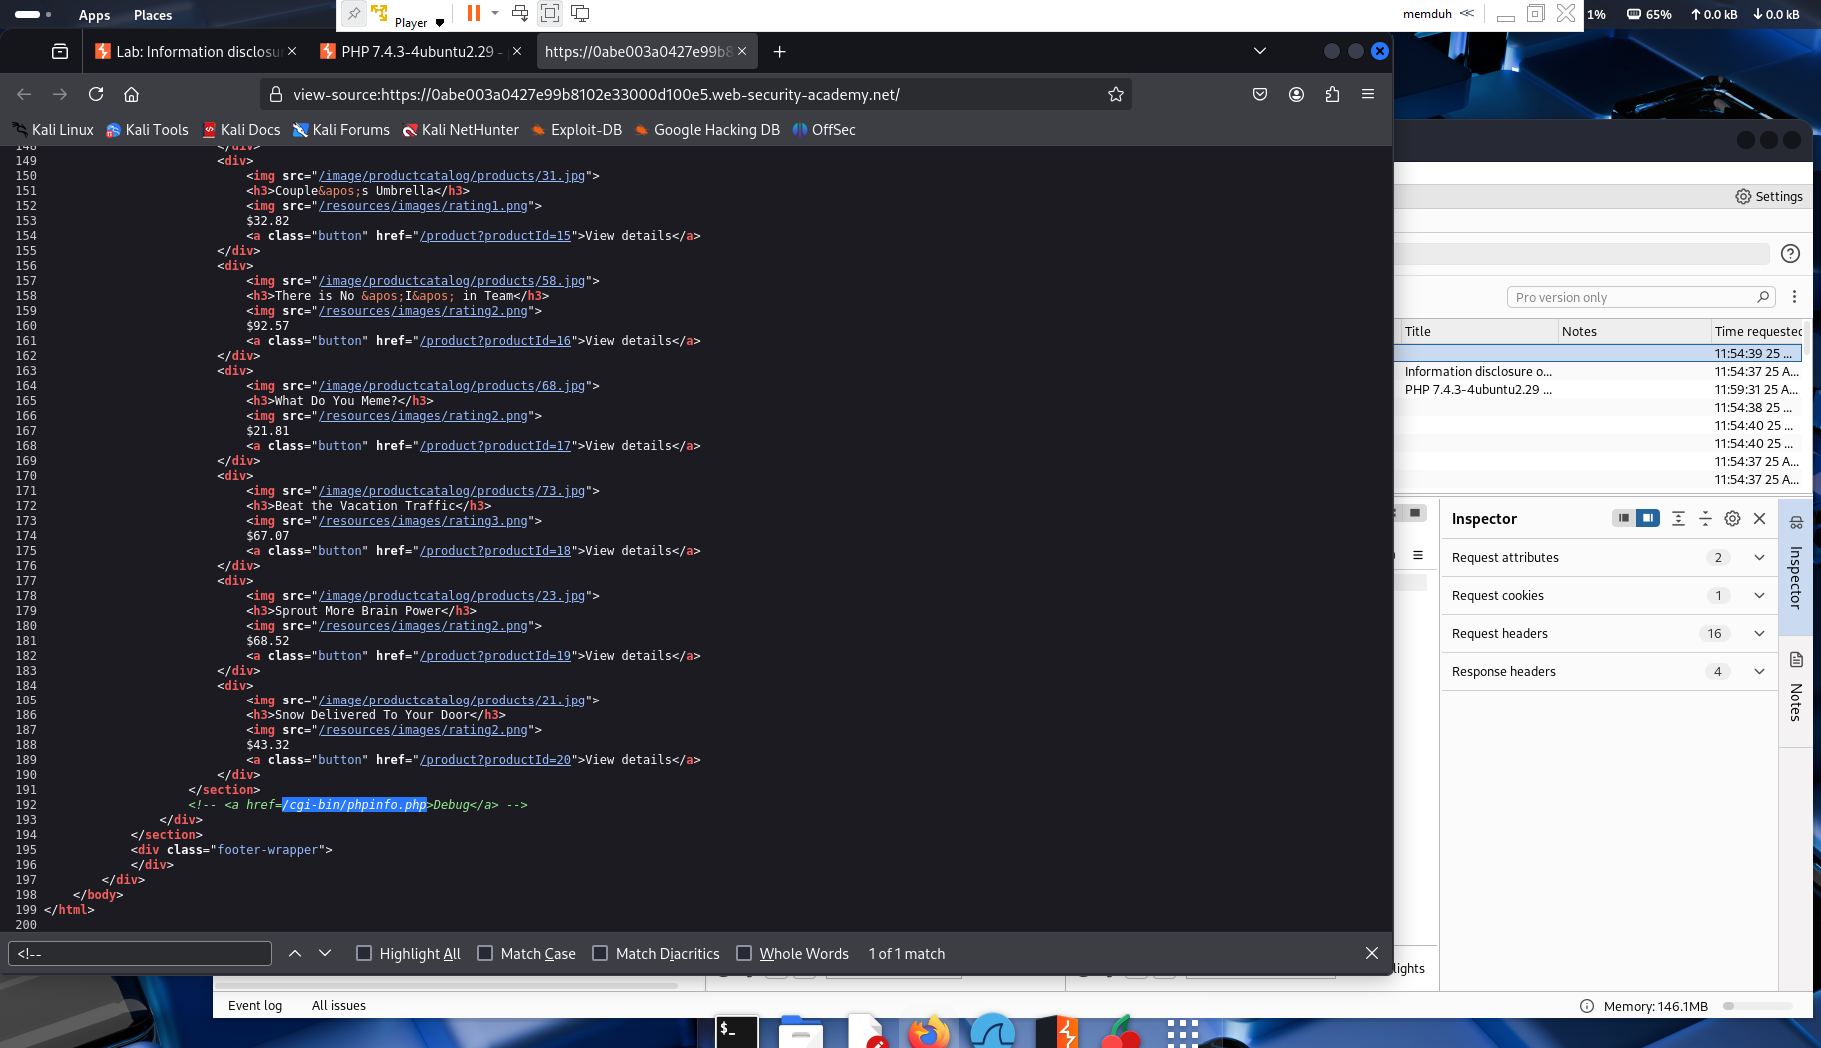 Apps Places Player memduh 1% 65% 0.0 kB 0.0 kB
Lab: Information disclosu PHP 7.4.3-4ubuntu2.29 - https://0abe003a0427e99b8
view-source:https://0abe003a0427e99b8102e33000d100e5.web-security-academy.net/
Kali Linux Kali Tools Kali Docs Kali Forums Kali NetHunter Exploit-DB Google Hacking DB OffSec
148 </div>
149 <div>
150 <img src="/image/productcatalog/products/31.jpg">
151 <h3>Couple&apos;s Umbrella</h3>
152 <img src="/resources/images/rating1.png">
153 $32.82
154 <a class="button" href="/product?productId=15">View details</a>
155 </div>
156 <div>
157 <img src="/image/productcatalog/products/58.jpg">
158 <h3>There is No &apos;I&apos; in Team</h3>
159 <img src="/resources/images/rating2.png">
160 $92.57
161 <a class="button" href="/product?productId=16">View details</a>
162 </div>
163 <div>
164 <img src="/image/productcatalog/products/68.jpg">
165 <h3>What Do You Meme?</h3>
166 <img src="/resources/images/rating2.png">
167 $21.81
168 <a class="button" href="/product?productId=17">View details</a>
169 </div>
170 <div>
171 <img src="/image/productcatalog/products/73.jpg">
172 <h3>Beat the Vacation Traffic</h3>
173 <img src="/resources/images/rating3.png">
174 $67.07
175 <a class="button" href="/product?productId=18">View details</a>
176 </div>
177 <div>
178 <img src="/image/productcatalog/products/23.jpg">
179 <h3>Sprout More Brain Power</h3>
180 <img src="/resources/images/rating2.png">
181 $68.52
182 <a class="button" href="/product?productId=19">View details</a>
183 </div>
184 <div>
185 <img src="/image/productcatalog/products/21.jpg">
186 <h3>Snow Delivered To Your Door</h3>
187 <img src="/resources/images/rating2.png">
188 $43.32
189 <a class="button" href="/product?productId=20">View details</a>
190 </div>
191 </section>
192 <!-- <a href=/cgi-bin/phpinfo.php>Debug</a> -->
193 </div>
194 </section>
195 <div class="footer-wrapper">
196 </div>
197 </div>
198 </body>
199 </html>
200
<!-- Highlight All Match Case Match Diacritics Whole Words 1 of 1 match
Settings
Pro version only
Title Notes Time requested
11:54:39 25 ...
Information disclosure o... 11:54:37 25 A...
PHP 7.4.3-4ubuntu2.29 ... 11:59:31 25 A...
11:54:38 25 ...
11:54:40 25 ...
11:54:40 25 ...
11:54:37 25 A...
11:54:37 25 A...
Inspector
Request attributes 2
Request cookies 1
Request headers 16
Response headers 4
Inspector
Notes
lights
Event log All issues Memory: 146.1MB
$_